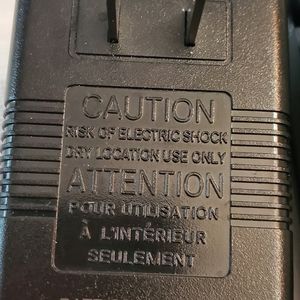 CAUTION
RISK OF ELECTRIC SHOCK
DRY LOCATION USE ONLY
ATTENTION
POUR UTILISATION
À L'INTÉRIEUR
SEULEMENT